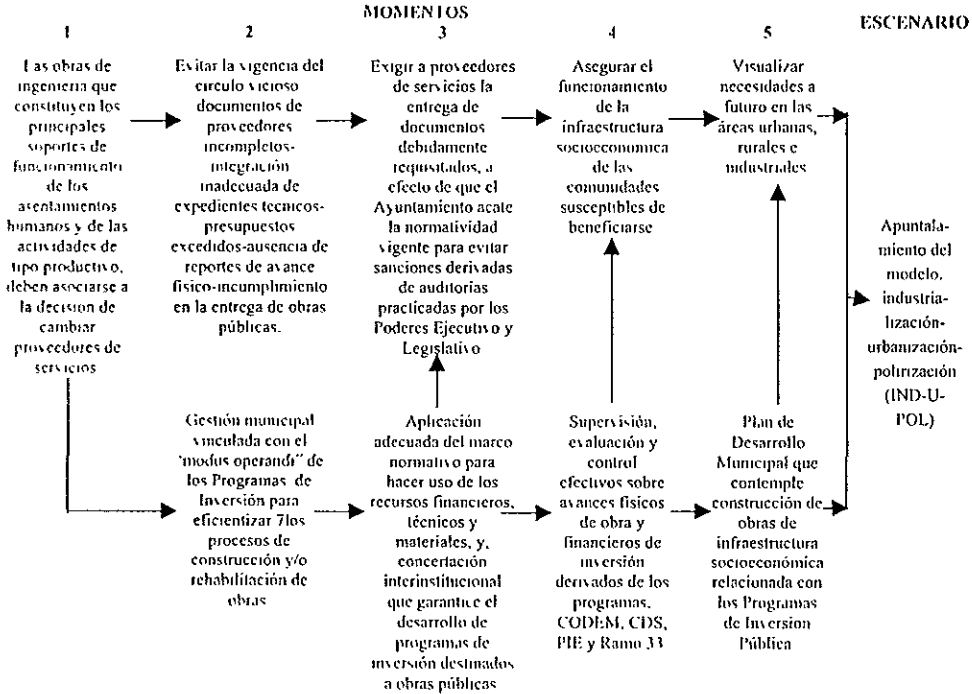 MOMENTOS
ESCENARIO
1
Las obras de
ingeniería que
constituyen los
principales
soportes de
funcionamiento
de los
asentamientos
humanos y de las
actividades de
tipo productivo,
deben asociarse a
la decisión de
cambiar
proveedores de
servicios
2
Evitar la vigencia del
círculo vicioso
documentos de
proveedores
incompletos-
integración
inadecuada de
expedientes técnicos-
presupuestos
excedidos-ausencia de
reportes de avance
físico-incumplimiento
en la entrega de obras
públicas.
3
Exigir a proveedores
de servicios la
entrega de
documentos
debidamente
requisitados, a
efecto de que el
Ayuntamiento acate
la normatividad
vigente para evitar
sanciones derivadas
de auditorias
practicadas por los
Poderes Ejecutivo y
Legislativo
4
Asegurar el
funcionamiento
de la
infraestructura
socioeconomica
de las
comunidades
susceptibles de
beneficiarse
5
Visualizar
necesidades a
futuro en las
áreas urbanas,
rurales e
industriales
Gestión municipal
vinculada con el
"modus operandi" de
los Programas de
Inversión para
eficientizar 7los
procesos de
construcción y/o
rehabilitación de
obras
Aplicación
adecuada del marco
normativo para
hacer uso de los
recursos financieros,
técnicos y
materiales, y,
concertación
interinstitucional
que garantice el
desarrollo de
programas de
inversión destinados
a obras públicas
Supervisión,
evaluación y
control
efectivos sobre
avances físicos
de obra y
financieros de
inversión
derivados de los
programas,
CODEM, CDS,
PIE y Ramo 33
Plan de
Desarrollo
Municipal que
contemple
construcción de
obras de
infraestructura
socioeconómica
relacionada con
los Programas
de Inversion
Pública
Apuntala-
miento del
modelo,
industria-
lización-
urbanización-
polirización
(IND-U-
POL)